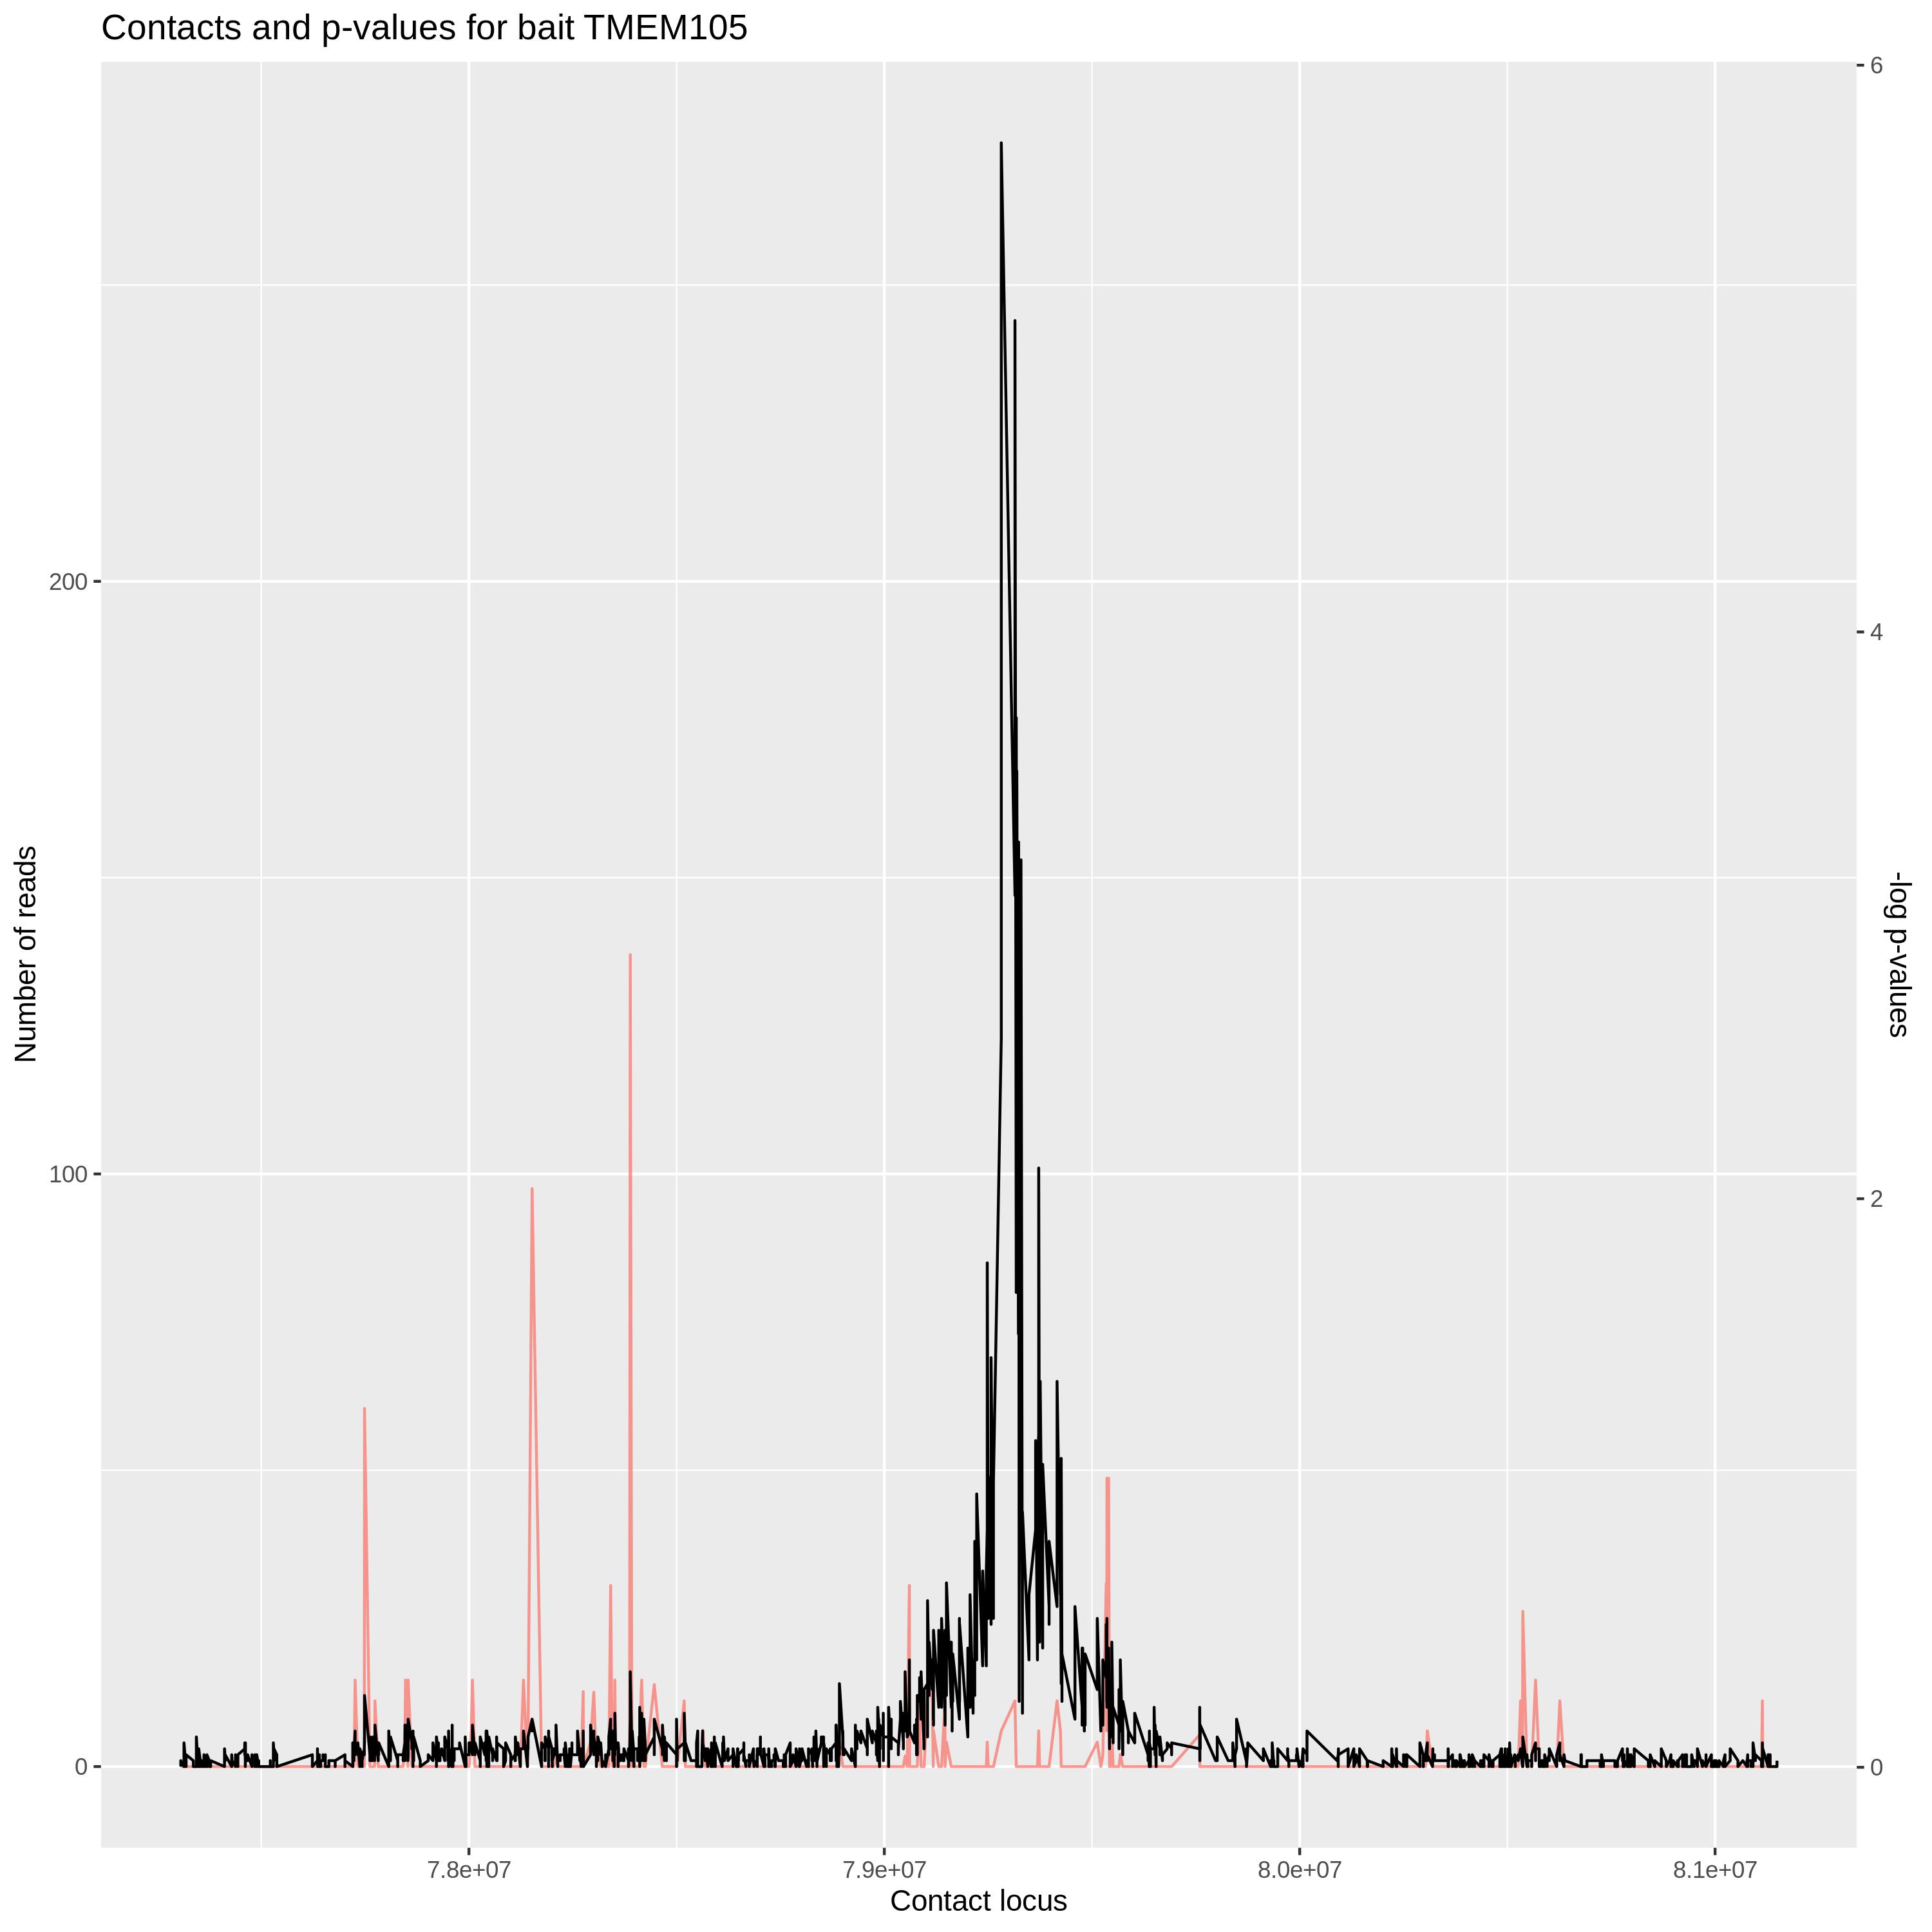 Contacts and p-values for bait TMEM105
6
200
4
Number of reads
-log p-values
100
2
0
0
7.8e+07
7.9e+07
8.0e+07
8.1e+07
Contact locus